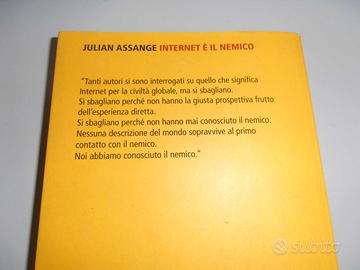 JULIAN ASSANGE INTERNET È IL NEMICO
"Tanti autori si sono interrogati su quello che significa
Internet per la civiltà globale, ma si sbagliano.
Si sbagliano perché non hanno la giusta prospettiva frutto
dell'esperienza diretta.
Si sbagliano perché non hanno mai conosciuto il nemico.
Nessuna descrizione del mondo sopravvive al primo
contatto con il nemico.
Noi abbiamo conosciuto il nemico."
subito